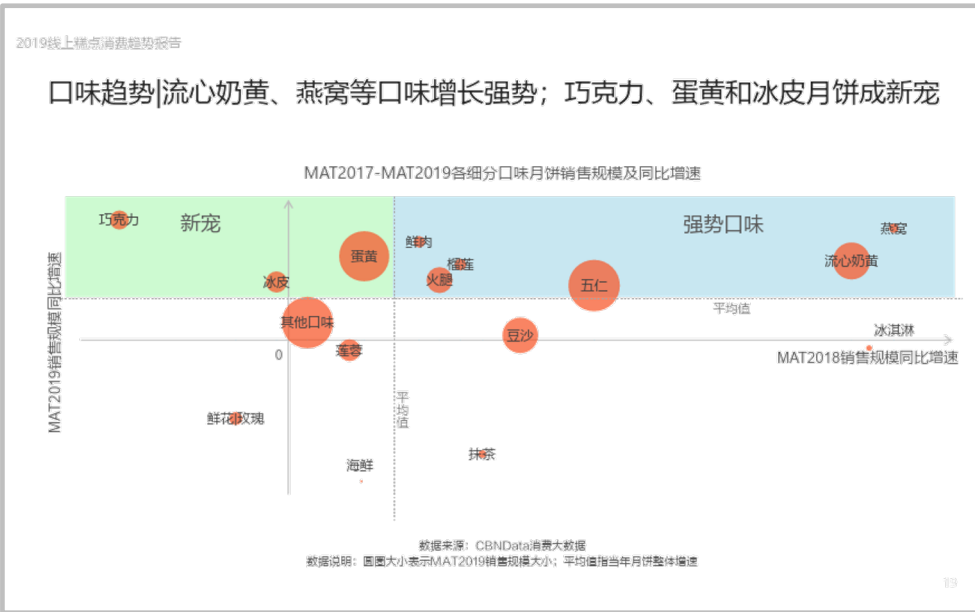 2019线上糕点消费趋势报告
口味趋势|流心奶黄、燕窝等口味增长强势；巧克力、蛋黄和冰皮月饼成新宠
MAT2017-MAT2019各细分口味月饼销售规模及同比增速
巧克力
新宠
强势口味
燕窝
鲜肉
蛋黄
榴莲
流心奶黄
冰皮
火腿
五仁
平均值
其他口味
豆沙
冰淇淋
0
莲蓉
MAT2018销售规模同比增速
MAT2019销售规模同比增速
平均值
鲜花/玫瑰
抹茶
海鲜
数据来源：CBNData消费大数据
数据说明：圆圈大小表示MAT2019销售规模大小；平均值指当年月饼整体增速